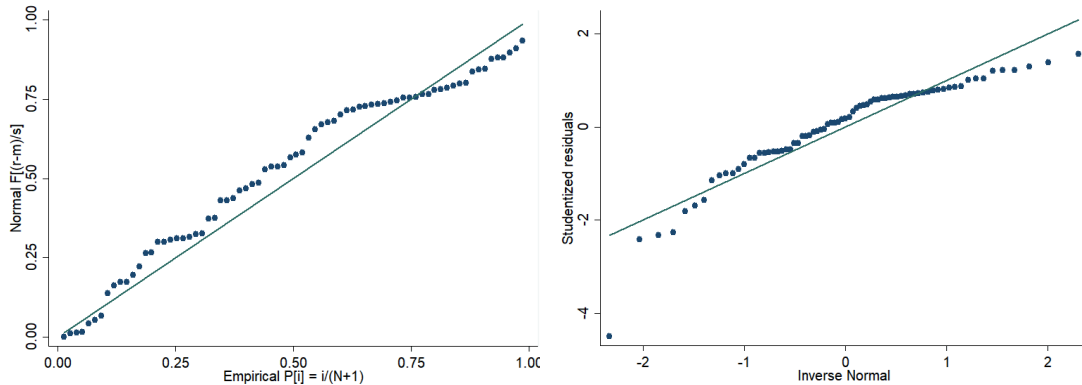 1.00
0.75
0.50
0.25
0.00
Normal F[(r-m)/s]
0.00 0.25 0.50 0.75 1.00
Empirical P[i] = i/(N+1)
2
0
-2
-4
Studentized residuals
-2 -1 0 1 2
Inverse Normal